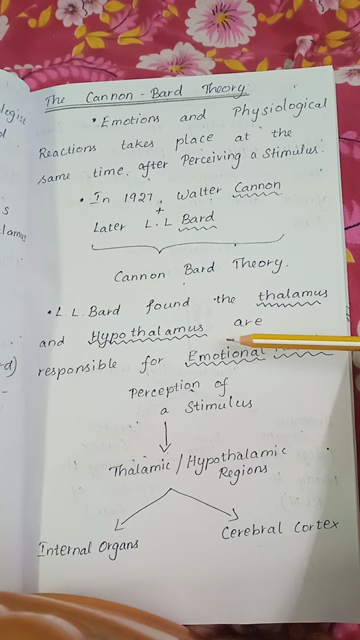 The Cannon-Bard Theory
• Emotions and Physiological
Reactions takes place at the
same time. after Perceiving a Stimulus.
• In 1927, Walter Cannon
+
Later L.L Bard
Cannon Bard Theory.
• L L. Bard found the thalamus
and Hypothalamus are
responsible for Emotional
Perception of
a Stimulus
Thalamic / Hypothalamic
Regions
Internal Organs
Cerebral Cortex